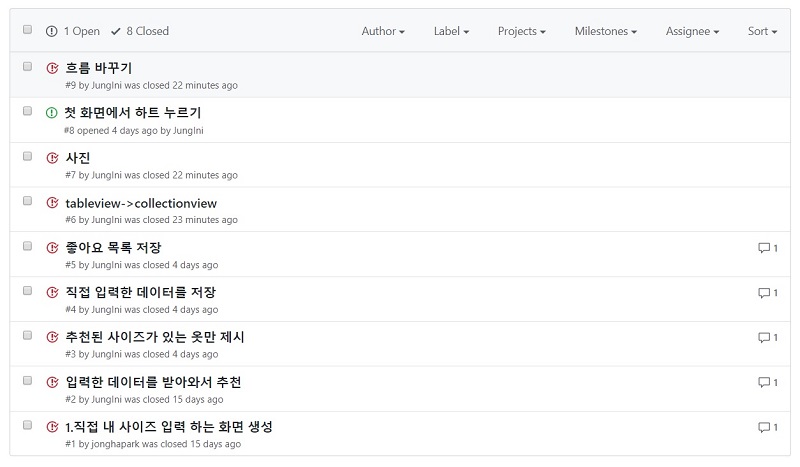 1 Open 8 Closed Author Label Projects Milestones Assignee Sort
흐름 바꾸기
#9 by JungIni was closed 22 minutes ago
첫 화면에서 하트 누르기
#8 opened 4 days ago by JungIni
사진
#7 by JungIni was closed 22 minutes ago
tableview->collectionview
#6 by JungIni was closed 23 minutes ago
좋아요 목록 저장 1
#5 by JungIni was closed 4 days ago
직접 입력한 데이터를 저장 1
#4 by JungIni was closed 4 days ago
추천된 사이즈가 있는 옷만 제시 1
#3 by JungIni was closed 4 days ago
입력한 데이터를 받아와서 추천 1
#2 by JungIni was closed 15 days ago
1.직접 내 사이즈 입력 하는 화면 생성 1
#1 by jonghapark was closed 15 days ago